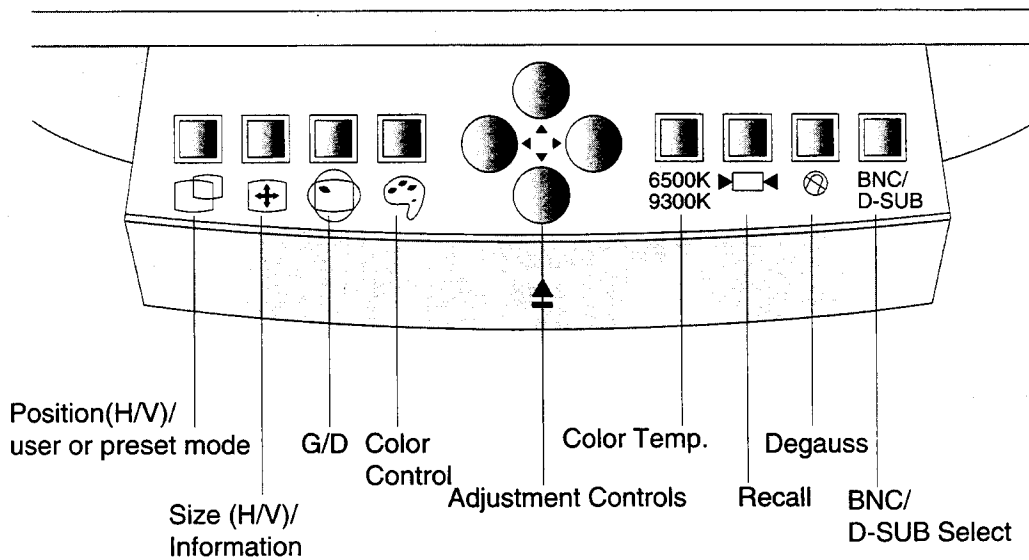 6500K
9300K
BNC/
D-SUB
Position(H/V)/
user or preset mode
G/D
Color
Control
Color Temp.
Degauss
Adjustment Controls
Recall
BNC/
D-SUB Select
Size (H/V)/
Information